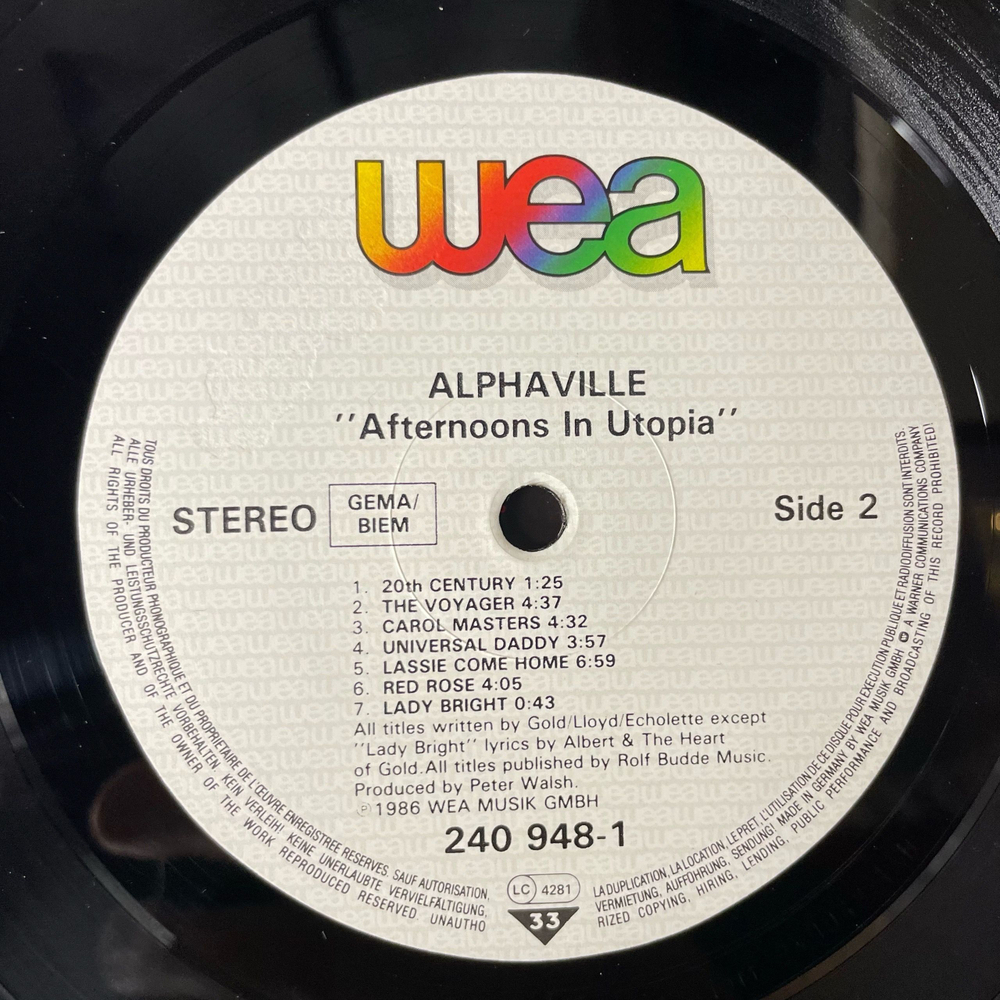 wea
ALPHAVILLE
''Afternoons In Utopia''
STEREO
GEMA/
BIEM
Side 2
1. 20th CENTURY 1:25
2. THE VOYAGER 4:37
3. CAROL MASTERS 4:32
4. UNIVERSAL DADDY 3:57
5. LASSIE COME HOME 6:59
6. RED ROSE 4:05
7. LADY BRIGHT 0:43
All titles written by Gold/Lloyd/Echolette except
''Lady Bright'' lyrics by Albert & The Heart
of Gold.All titles published by Rolf Budde Music.
Produced by Peter Walsh.
℗1986 WEA MUSIK GMBH
240 948-1
LC 4281
33
TOUS DROITS DU PRODUCTEUR PHONOGRAPHIQUE ET DU PROPRIETAIRE DE L'ŒUVRE ENREGISTREE RESERVES. SAUF AUTORISATION, LA DUPLICATION, LA LOCATION, LE PRET, L'UTILISATION DE CE DISQUE POUR EXECUTION PUBLIQUE ET RADIODIFFUSION SONT INTERDITS.
ALLE URHEBER- UND LEISTUNGSSCHUTZRECHTE VORBEHALTEN. KEIN VERLEIH! KEINE UNERLAUBTE VERVIELFÄLTIGUNG, VERMIETUNG, AUFFÜHRUNG, SENDUNG! MADE IN GERMANY BY WEA MUSIK GMBH A WARNER COMMUNICATIONS COMPANY
ALL RIGHTS OF THE PRODUCER AND OF THE OWNER OF THE WORK REPRODUCED RESERVED UNAUTHO RIZED COPYING, HIRING, LENDING, PUBLIC PERFORMANCE AND BROADCASTING OF THIS RECORD PROHIBITED!